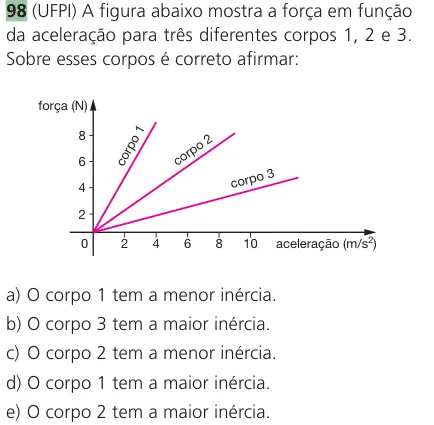 98 (UFPI) A figura abaixo mostra a força em função
da aceleração para três diferentes corpos 1, 2 e 3.
Sobre esses corpos é correto afirmar:
força (N)
8
6
4
2
0
2 4 6 8 10 aceleração (m/s²)
corpo 1
corpo 2
corpo 3
a) O corpo 1 tem a menor inércia.
b) O corpo 3 tem a maior inércia.
c) O corpo 2 tem a menor inércia.
d) O corpo 1 tem a maior inércia.
e) O corpo 2 tem a maior inércia.